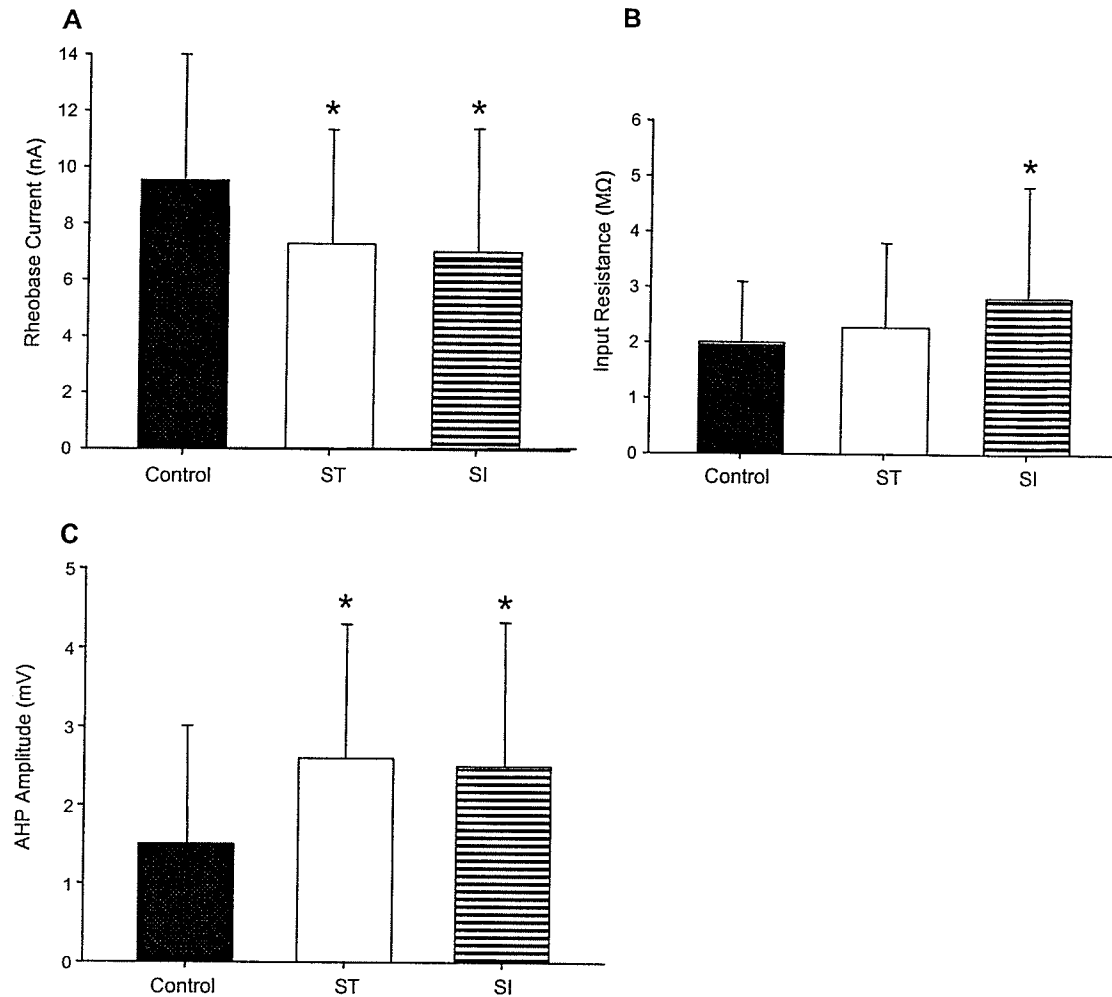 A
Rheobase Current (nA)
14
12
10
8
6
4
2
0
*
*
Control
ST
SI
B
Input Resistance (MΩ)
6
5
4
3
2
1
0
*
Control
ST
SI
C
AHP Amplitude (mV)
5
4
3
2
1
0
*
*
Control
ST
SI